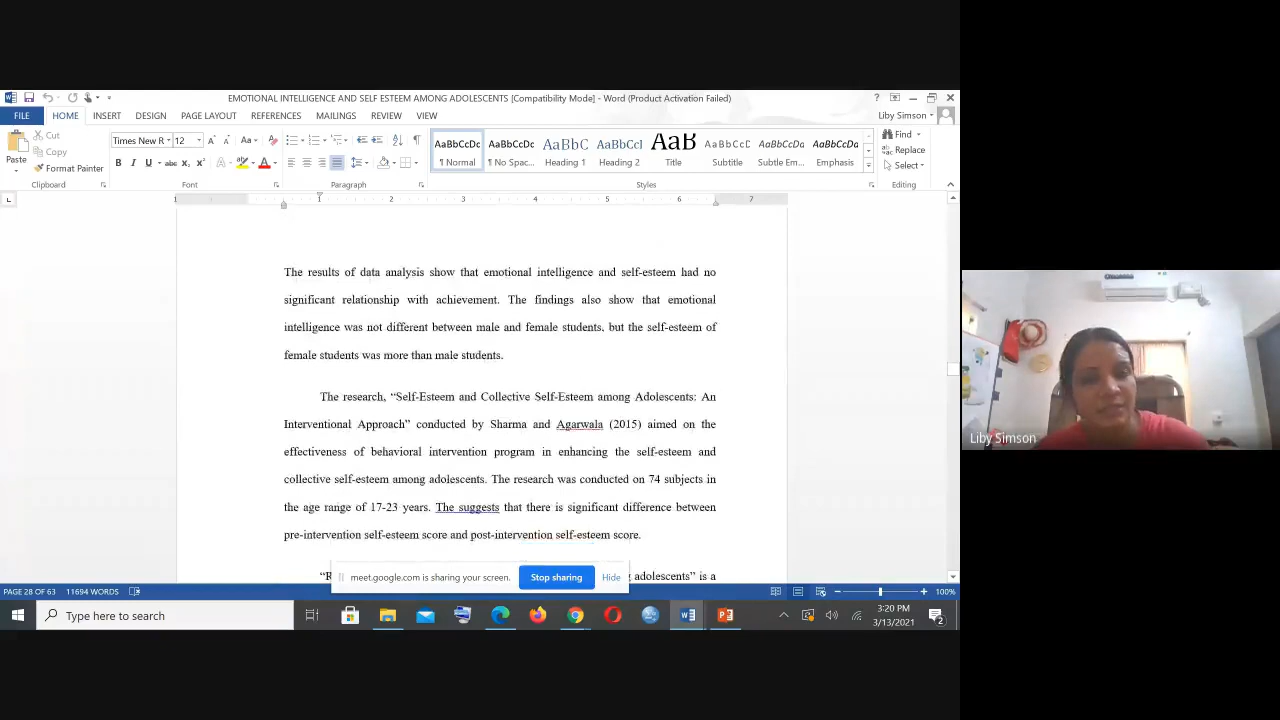 EMOTIONAL INTELLIGENCE AND SELF ESTEEM AMONG ADOLESCENTS [Compatibility Mode] - Word (Product Activation Failed)
FILE HOME INSERT DESIGN PAGE LAYOUT REFERENCES MAILINGS REVIEW VIEW Liby Simson
Cut
Copy
Format Painter
Paste
Clipboard
Times New R 12
Font
Paragraph
AaBbCcDc AaBbCcDc AaBbC AaBbCcI AaB AaBbCcD AaBbCcDa AaBbCcDa
¶ Normal ¶ No Spac... Heading 1 Heading 2 Title Subtitle Subtle Em... Emphasis
Styles
Find
Replace
Select
Editing
1 1 2 3 4 5 6 7
The results of data analysis show that emotional intelligence and self-esteem had no
significant relationship with achievement. The findings also show that emotional
intelligence was not different between male and female students, but the self-esteem of
female students was more than male students.
The research, “Self-Esteem and Collective Self-Esteem among Adolescents: An
Interventional Approach” conducted by Sharma and Agarwala (2015) aimed on the
effectiveness of behavioral intervention program in enhancing the self-esteem and
collective self-esteem among adolescents. The research was conducted on 74 subjects in
the age range of 17-23 years. The suggests that there is significant difference between
pre-intervention self-esteem score and post-intervention self-esteem score.
adolescents” is a
meet.google.com is sharing your screen. Stop sharing Hide
PAGE 28 OF 63 11694 WORDS 100%
Type here to search
3:20 PM
3/13/2021
2
Liby Simson